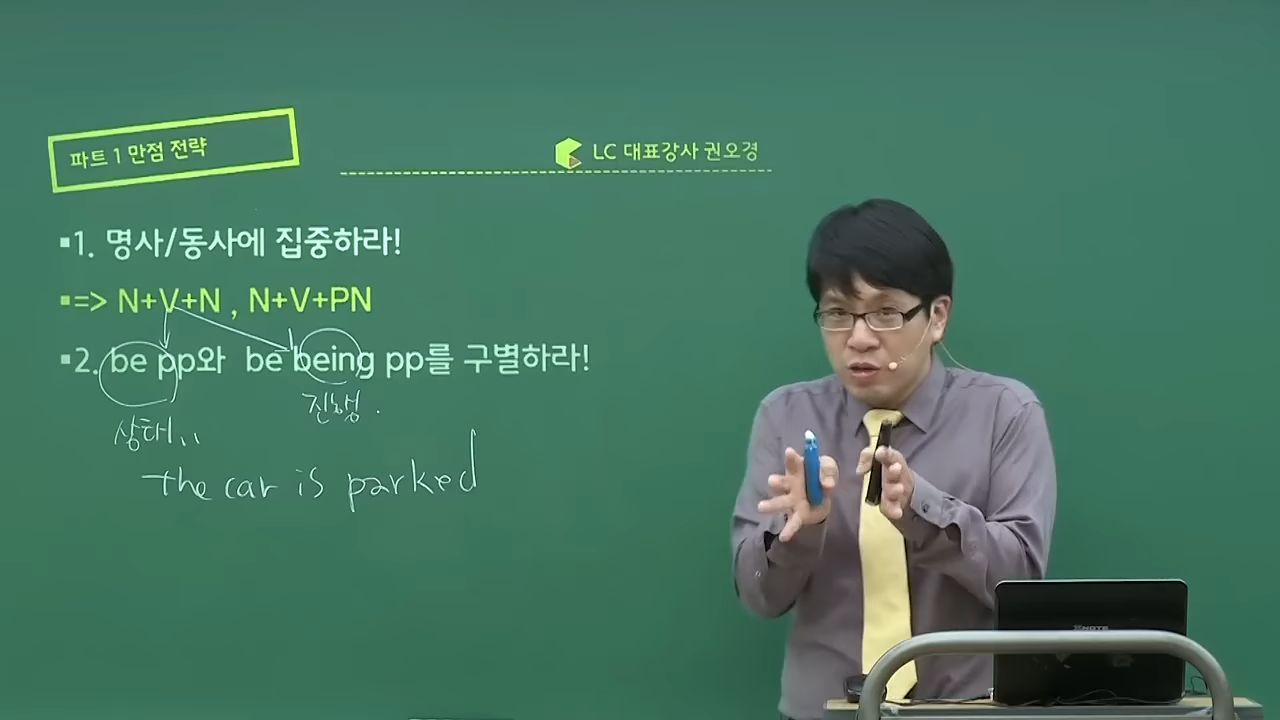 파트 1 만점 전략
LC 대표강사 권오경
▪1. 명사/동사에 집중하라!
▪=> N+V+N , N+V+PN
▪2. be pp와 be being pp를 구별하라!
상태
진행.
the car is parked
XNOTE